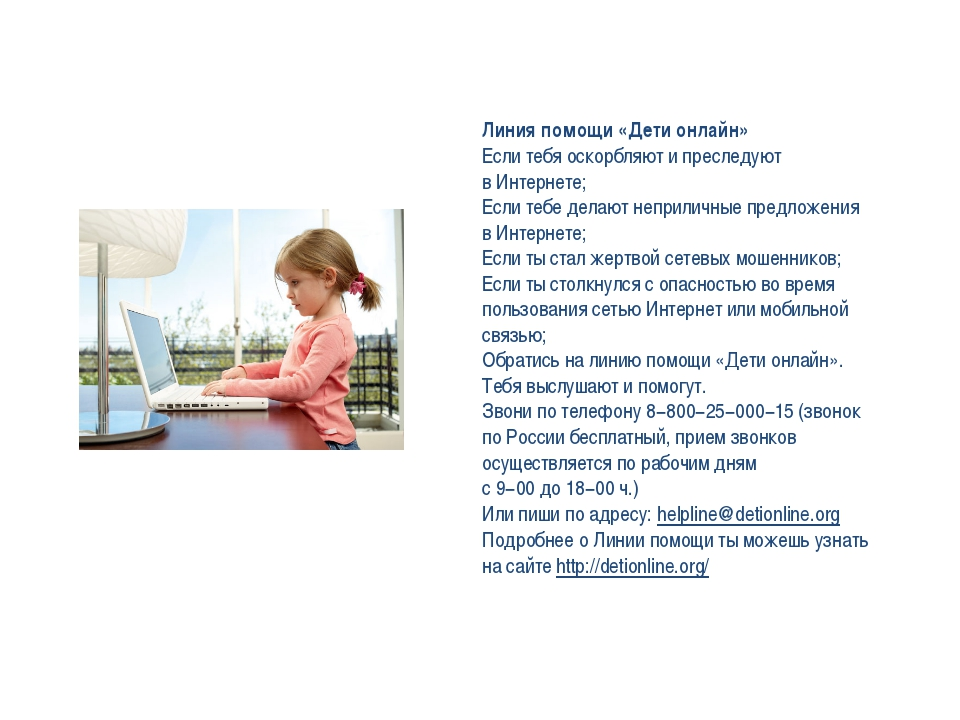 Линия помощи «Дети онлайн»
Если тебя оскорбляют и преследуют
в Интернете;
Если тебе делают неприличные предложения
в Интернете;
Если ты стал жертвой сетевых мошенников;
Если ты столкнулся с опасностью во время
пользования сетью Интернет или мобильной
связью;
Обратись на линию помощи «Дети онлайн».
Тебя выслушают и помогут.
Звони по телефону 8–800–25–000–15 (звонок
по России бесплатный, прием звонков
осуществляется по рабочим дням
с 9–00 до 18–00 ч.)
Или пиши по адресу: helpline@detionline.org
Подробнее о Линии помощи ты можешь узнать
на сайте http://detionline.org/